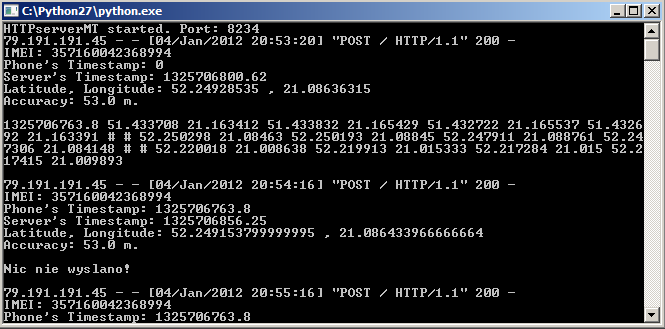 C:\Python27\python.exe
HTTPserverMT started. Port: 8234
79.191.191.45 - - [04/Jan/2012 20:53:20] "POST / HTTP/1.1" 200 -
IMEI: 357160042368994
Phone's Timestamp: 0
Server's Timestamp: 1325706800.62
Latitude, Longitude: 52.24928535 , 21.08636315
Accuracy: 53.0 m.
1325706763.8 51.433708 21.163412 51.433832 21.165429 51.432722 21.165537 51.4326
92 21.163391 # # 52.250298 21.08463 52.250193 21.08845 52.247911 21.088761 52.24
7306 21.084148 # # 52.220018 21.008638 52.219913 21.015333 52.217284 21.015 52.2
17415 21.009893
79.191.191.45 - - [04/Jan/2012 20:54:16] "POST / HTTP/1.1" 200 -
IMEI: 357160042368994
Phone's Timestamp: 1325706763.8
Server's Timestamp: 1325706856.25
Latitude, Longitude: 52.249153799999995 , 21.086433966666664
Accuracy: 53.0 m.
Nic nie wyslano!
79.191.191.45 - - [04/Jan/2012 20:55:16] "POST / HTTP/1.1" 200 -
IMEI: 357160042368994
Phone's Timestamp: 1325706763.8